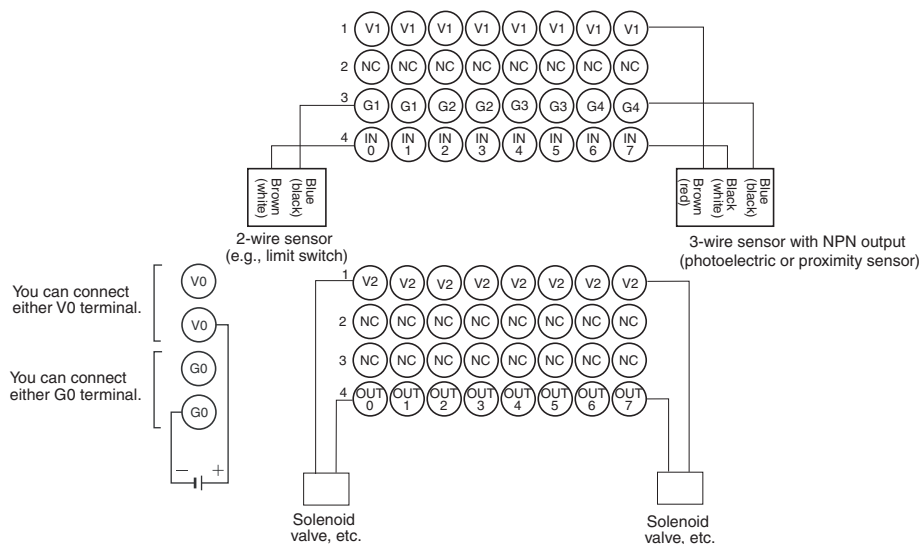 1 V1 V1 V1 V1 V1 V1 V1 V1
2 NC NC NC NC NC NC NC NC
3 G1 G1 G2 G2 G3 G3 G4 G4
4 IN 0 IN 1 IN 2 IN 3 IN 4 IN 5 IN 6 IN 7
Blue
(black)
Brown
(white)
2-wire sensor
(e.g., limit switch)
Blue
(black)
Black
(white)
Brown
(red)
3-wire sensor with NPN output
(photoelectric or proximity sensor)
You can connect
either V0 terminal.
V0
V0
You can connect
either G0 terminal.
G0
G0
− +
1 V2 V2 V2 V2 V2 V2 V2 V2
2 NC NC NC NC NC NC NC NC
3 NC NC NC NC NC NC NC NC
4 OUT 0 OUT 1 OUT 2 OUT 3 OUT 4 OUT 5 OUT 6 OUT 7
Solenoid
valve, etc.
Solenoid
valve, etc.